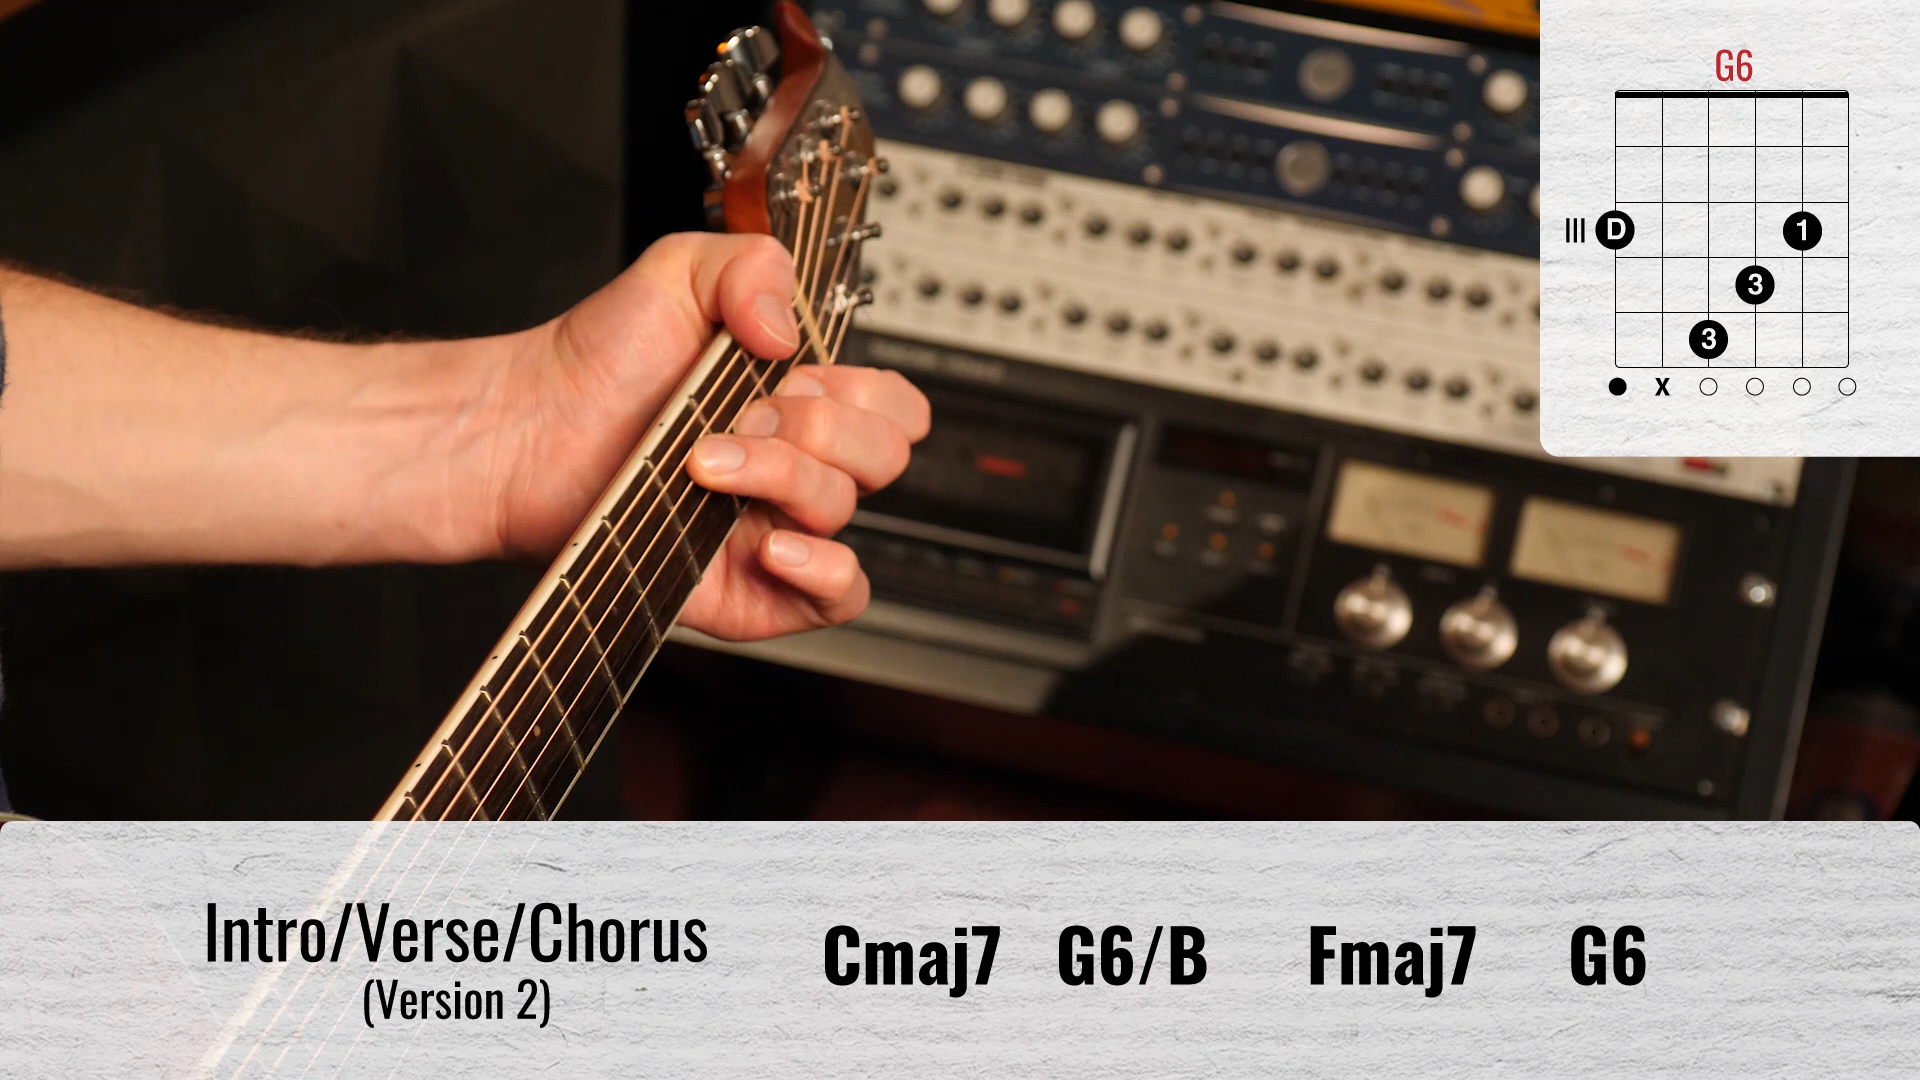 G6
III D 1
3
3
x
Intro/Verse/Chorus
(Version 2)
Cmaj7 G6/B Fmaj7 G6